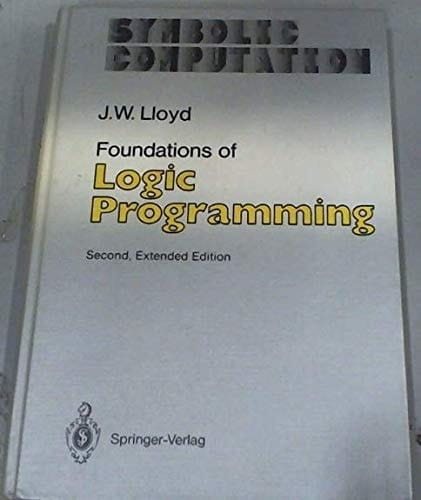 SYMBOLIC
COMPUTATION
J.W. Lloyd
Foundations of
Logic
Programming
Second, Extended Edition
Springer-Verlag